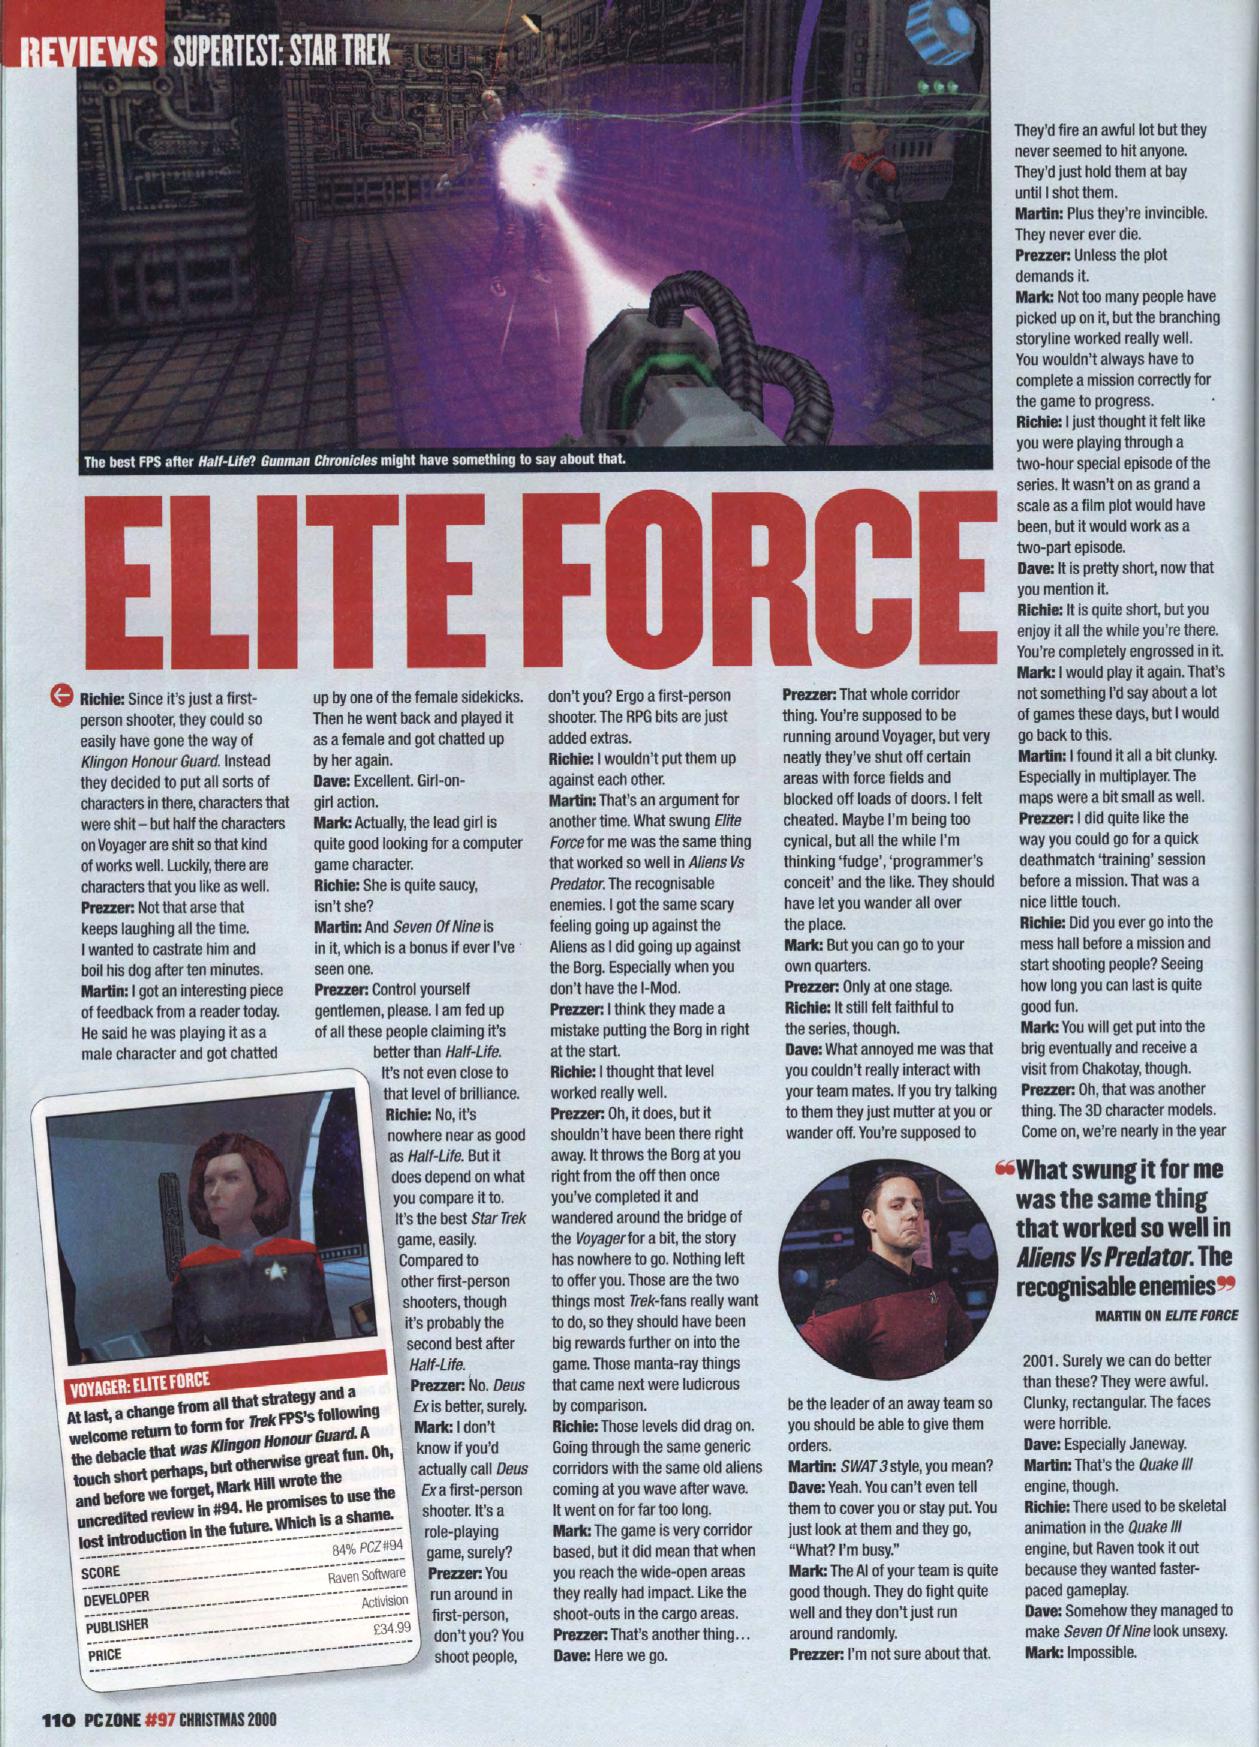 REVIEWS SUPERTEST: STAR TREK
The best FPS after Half-Life? Gunman Chronicles might have something to say about that.
ELITE FORCE
Richie: Since it's just a first-
person shooter, they could so
easily have gone the way of
Klingon Honour Guard. Instead
they decided to put all sorts of
characters in there, characters that
were shit – but half the characters
on Voyager are shit so that kind
of works well. Luckily, there are
characters that you like as well.
Prezzer: Not that arse that
keeps laughing all the time.
I wanted to castrate him and
boil his dog after ten minutes.
Martin: I got an interesting piece
of feedback from a reader today.
He said he was playing it as a
male character and got chatted
up by one of the female sidekicks.
Then he went back and played it
as a female and got chatted up
by her again.
Dave: Excellent. Girl-on-
girl action.
Mark: Actually, the lead girl is
quite good looking for a computer
game character.
Richie: She is quite saucy,
isn't she?
Martin: And Seven Of Nine is
in it, which is a bonus if ever I've
seen one.
Prezzer: Control yourself
gentlemen, please. I am fed up
of all these people claiming it's
better than Half-Life.
It's not even close to
that level of brilliance.
Richie: No, it's
nowhere near as good
as Half-Life. But it
does depend on what
you compare it to.
It's the best Star Trek
game, easily.
Compared to
other first-person
shooters, though
it's probably the
second best after
Half-Life.
Prezzer: No. Deus
Ex is better, surely.
Mark: I don't
know if you'd
actually call Deus
Ex a first-person
shooter. It's a
role-playing
game, surely?
Prezzer: You
run around in
first-person,
don't you? You
shoot people,
don't you? Ergo a first-person
shooter. The RPG bits are just
added extras.
Richie: I wouldn't put them up
against each other.
Martin: That's an argument for
another time. What swung Elite
Force for me was the same thing
that worked so well in Aliens Vs
Predator. The recognisable
enemies. I got the same scary
feeling going up against the
Aliens as I did going up against
the Borg. Especially when you
don't have the I-Mod.
Prezzer: I think they made a
mistake putting the Borg in right
at the start.
Richie: I thought that level
worked really well.
Prezzer: Oh, it does, but it
shouldn't have been there right
away. It throws the Borg at you
right from the off then once
you've completed it and
wandered around the bridge of
the Voyager for a bit, the story
has nowhere to go. Nothing left
to offer you. Those are the two
things most Trek-fans really want
to do, so they should have been
big rewards further on into the
game. Those manta-ray things
that came next were ludicrous
by comparison.
Richie: Those levels did drag on.
Going through the same generic
corridors with the same old aliens
coming at you wave after wave.
It went on for far too long.
Mark: The game is very corridor
based, but it did mean that when
you reach the wide-open areas
they really had impact. Like the
shoot-outs in the cargo areas.
Prezzer: That's another thing...
Dave: Here we go.
Prezzer: That whole corridor
thing. You're supposed to be
running around Voyager, but very
neatly they've shut off certain
areas with force fields and
blocked off loads of doors. I felt
cheated. Maybe I'm being too
cynical, but all the while I'm
thinking 'fudge', 'programmer's
conceit' and the like. They should
have let you wander all over
the place.
Mark: But you can go to your
own quarters.
Prezzer: Only at one stage.
Richie: It still felt faithful to
the series, though.
Dave: What annoyed me was that
you couldn't really interact with
your team mates. If you try talking
to them they just mutter at you or
wander off. You're supposed to
be the leader of an away team so
you should be able to give them
orders.
Martin: SWAT 3 style, you mean?
Dave: Yeah. You can't even tell
them to cover you or stay put. You
just look at them and they go,
"What? I'm busy."
Mark: The AI of your team is quite
good though. They do fight quite
well and they don't just run
around randomly.
Prezzer: I'm not sure about that.
They'd fire an awful lot but they
never seemed to hit anyone.
They'd just hold them at bay
until I shot them.
Martin: Plus they're invincible.
They never ever die.
Prezzer: Unless the plot
demands it.
Mark: Not too many people have
picked up on it, but the branching
storyline worked really well.
You wouldn't always have to
complete a mission correctly for
the game to progress.
Richie: I just thought it felt like
you were playing through a
two-hour special episode of the
series. It wasn't on as grand a
scale as a film plot would have
been, but it would work as a
two-part episode.
Dave: It is pretty short, now that
you mention it.
Richie: It is quite short, but you
enjoy it all the while you're there.
You're completely engrossed in it.
Mark: I would play it again. That's
not something I'd say about a lot
of games these days, but I would
go back to this.
Martin: I found it all a bit clunky.
Especially in multiplayer. The
maps were a bit small as well.
Prezzer: I did quite like the
way you could go for a quick
deathmatch 'training' session
before a mission. That was a
nice little touch.
Richie: Did you ever go into the
mess hall before a mission and
start shooting people? Seeing
how long you can last is quite
good fun.
Mark: You will get put into the
brig eventually and receive a
visit from Chakotay, though.
Prezzer: Oh, that was another
thing. The 3D character models.
Come on, we're nearly in the year
2001. Surely we can do better
than these? They were awful.
Clunky, rectangular. The faces
were horrible.
Dave: Especially Janeway.
Martin: That's the Quake III
engine, though.
Richie: There used to be skeletal
animation in the Quake III
engine, but Raven took it out
because they wanted faster-
paced gameplay.
Dave: Somehow they managed to
make Seven Of Nine look unsexy.
Mark: Impossible.
“What swung it for me
was the same thing
that worked so well in
Aliens Vs Predator. The
recognisable enemies”
MARTIN ON ELITE FORCE
VOYAGER: ELITE FORCE
At last, a change from all that strategy and a
welcome return to form for Trek FPS's following
the debacle that was Klingon Honour Guard. A
touch short perhaps, but otherwise great fun. Oh,
and before we forget, Mark Hill wrote the
uncredited review in #94. He promises to use the
lost introduction in the future. Which is a shame.
SCORE 84% PCZ #94
DEVELOPER Raven Software
PUBLISHER Activision
PRICE £34.99
110 PC ZONE #97 CHRISTMAS 2000